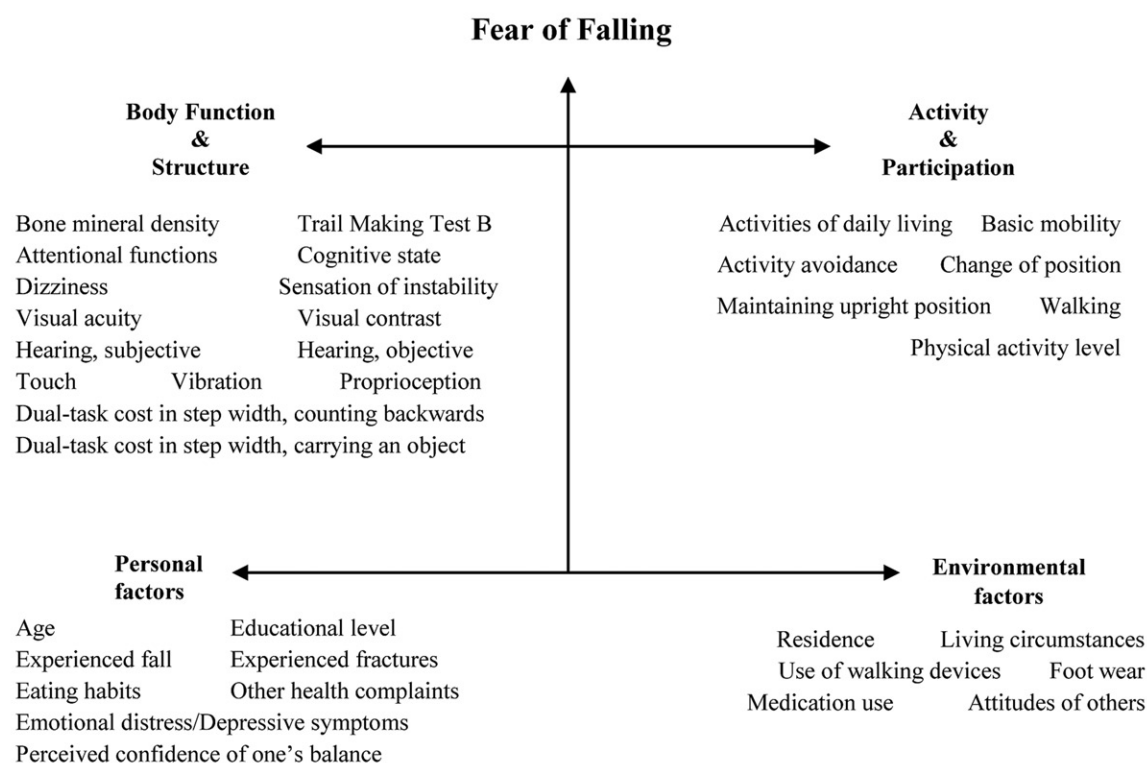 Fear of Falling
Body Function
&
Structure
Activity
&
Participation
Bone mineral density Trail Making Test B
Attentional functions Cognitive state
Dizziness Sensation of instability
Visual acuity Visual contrast
Hearing, subjective Hearing, objective
Touch Vibration Proprioception
Dual-task cost in step width, counting backwards
Dual-task cost in step width, carrying an object
Activities of daily living Basic mobility
Activity avoidance Change of position
Maintaining upright position Walking
Physical activity level
Personal
factors
Environmental
factors
Age Educational level
Experienced fall Experienced fractures
Eating habits Other health complaints
Emotional distress/Depressive symptoms
Perceived confidence of one’s balance
Residence Living circumstances
Use of walking devices Foot wear
Medication use Attitudes of others